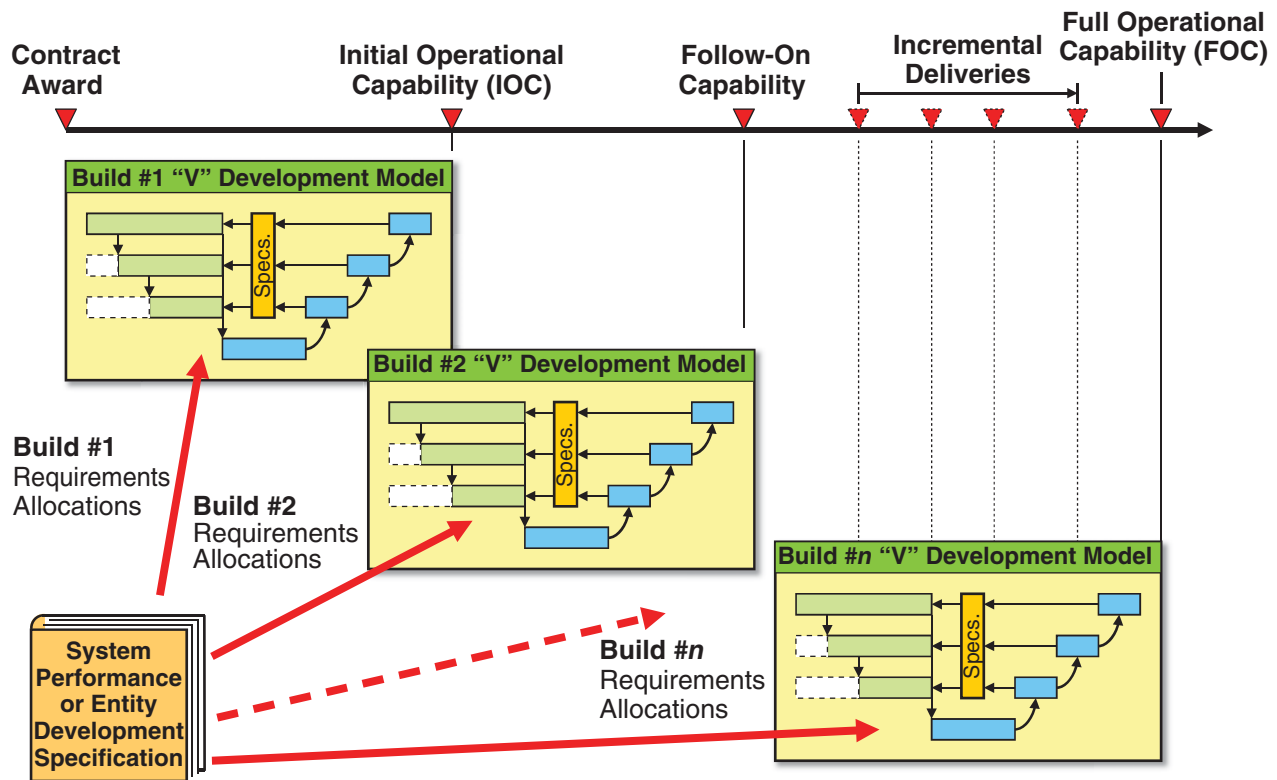 Contract
Award
Initial Operational
Capability (IOC)
Follow-On
Capability
Incremental
Deliveries
Full Operational
Capability (FOC)
Build #1 “V” Development Model
Specs.
Build #2 “V” Development Model
Specs.
Build #n “V” Development Model
Specs.
Build #1
Requirements
Allocations
Build #2
Requirements
Allocations
Build #n
Requirements
Allocations
System
Performance
or Entity
Development
Specification